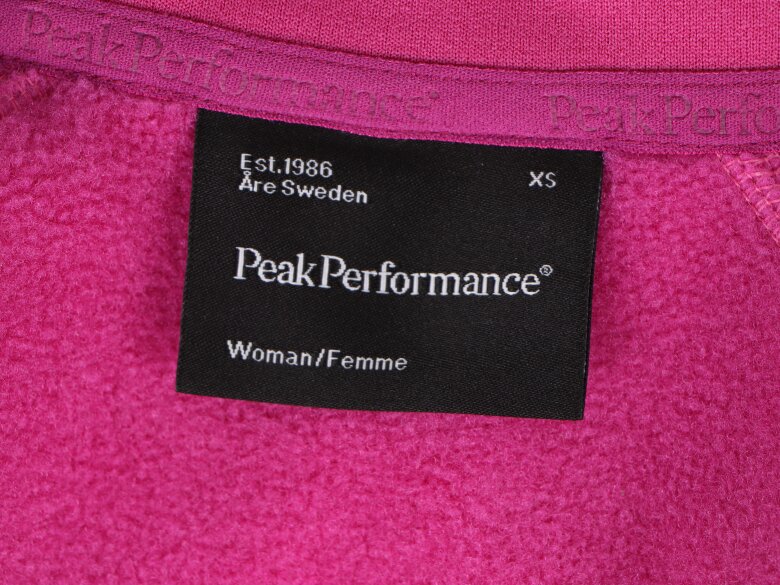 Peak Performance®
Peak Perfo
Est.1986
Åre Sweden
XS
Peak Performance®
Woman/Femme